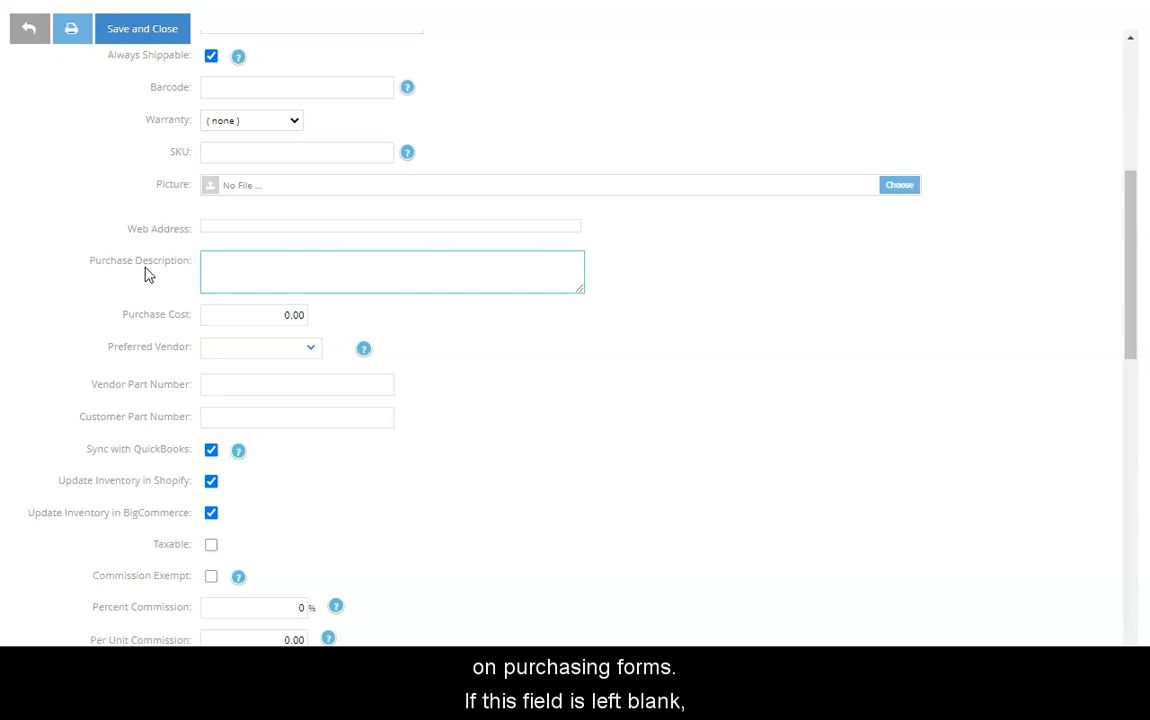 Save and Close
Always Shippable: ?
Barcode: ?
Warranty: ( none )
SKU: ?
Picture: No File ... Choose
Web Address:
Purchase Description:
Purchase Cost: 0.00
Preferred Vendor: ?
Vendor Part Number:
Customer Part Number:
Sync with QuickBooks: ?
Update Inventory in Shopify:
Update Inventory in BigCommerce:
Taxable:
Commission Exempt: ?
Percent Commission: 0 % ?
Per Unit Commission: 0.00 ?
on purchasing forms.
If this field is left blank,